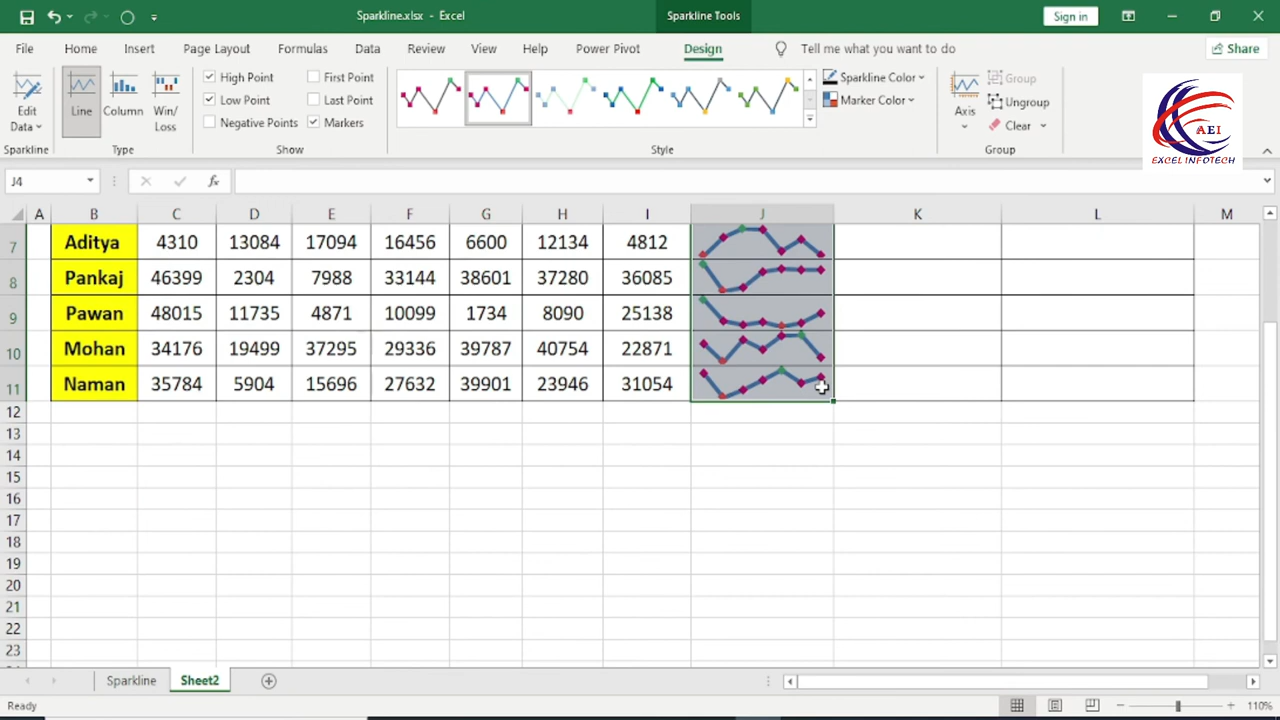 Sparkline.xlsx - Excel
Sparkline Tools
Sign in
File Home Insert Page Layout Formulas Data Review View Help Power Pivot Design Tell me what you want to do Share
Edit Data
Line
Column
Win/ Loss
High Point
Low Point
Negative Points
First Point
Last Point
Markers
Sparkline Color
Marker Color
Axis
Group
Ungroup
Clear
AEI
EXCEL INFOTECH
Sparkline Type Show Style Group
J4 fx
A B C D E F G H I J K L M
7 Aditya 4310 13084 17094 16456 6600 12134 4812
8 Pankaj 46399 2304 7988 33144 38601 37280 36085
9 Pawan 48015 11735 4871 10099 1734 8090 25138
10 Mohan 34176 19499 37295 29336 39787 40754 22871
11 Naman 35784 5904 15696 27632 39901 23946 31054
12
13
14
15
16
17
18
19
20
21
22
23
Sparkline Sheet2
Ready 110%